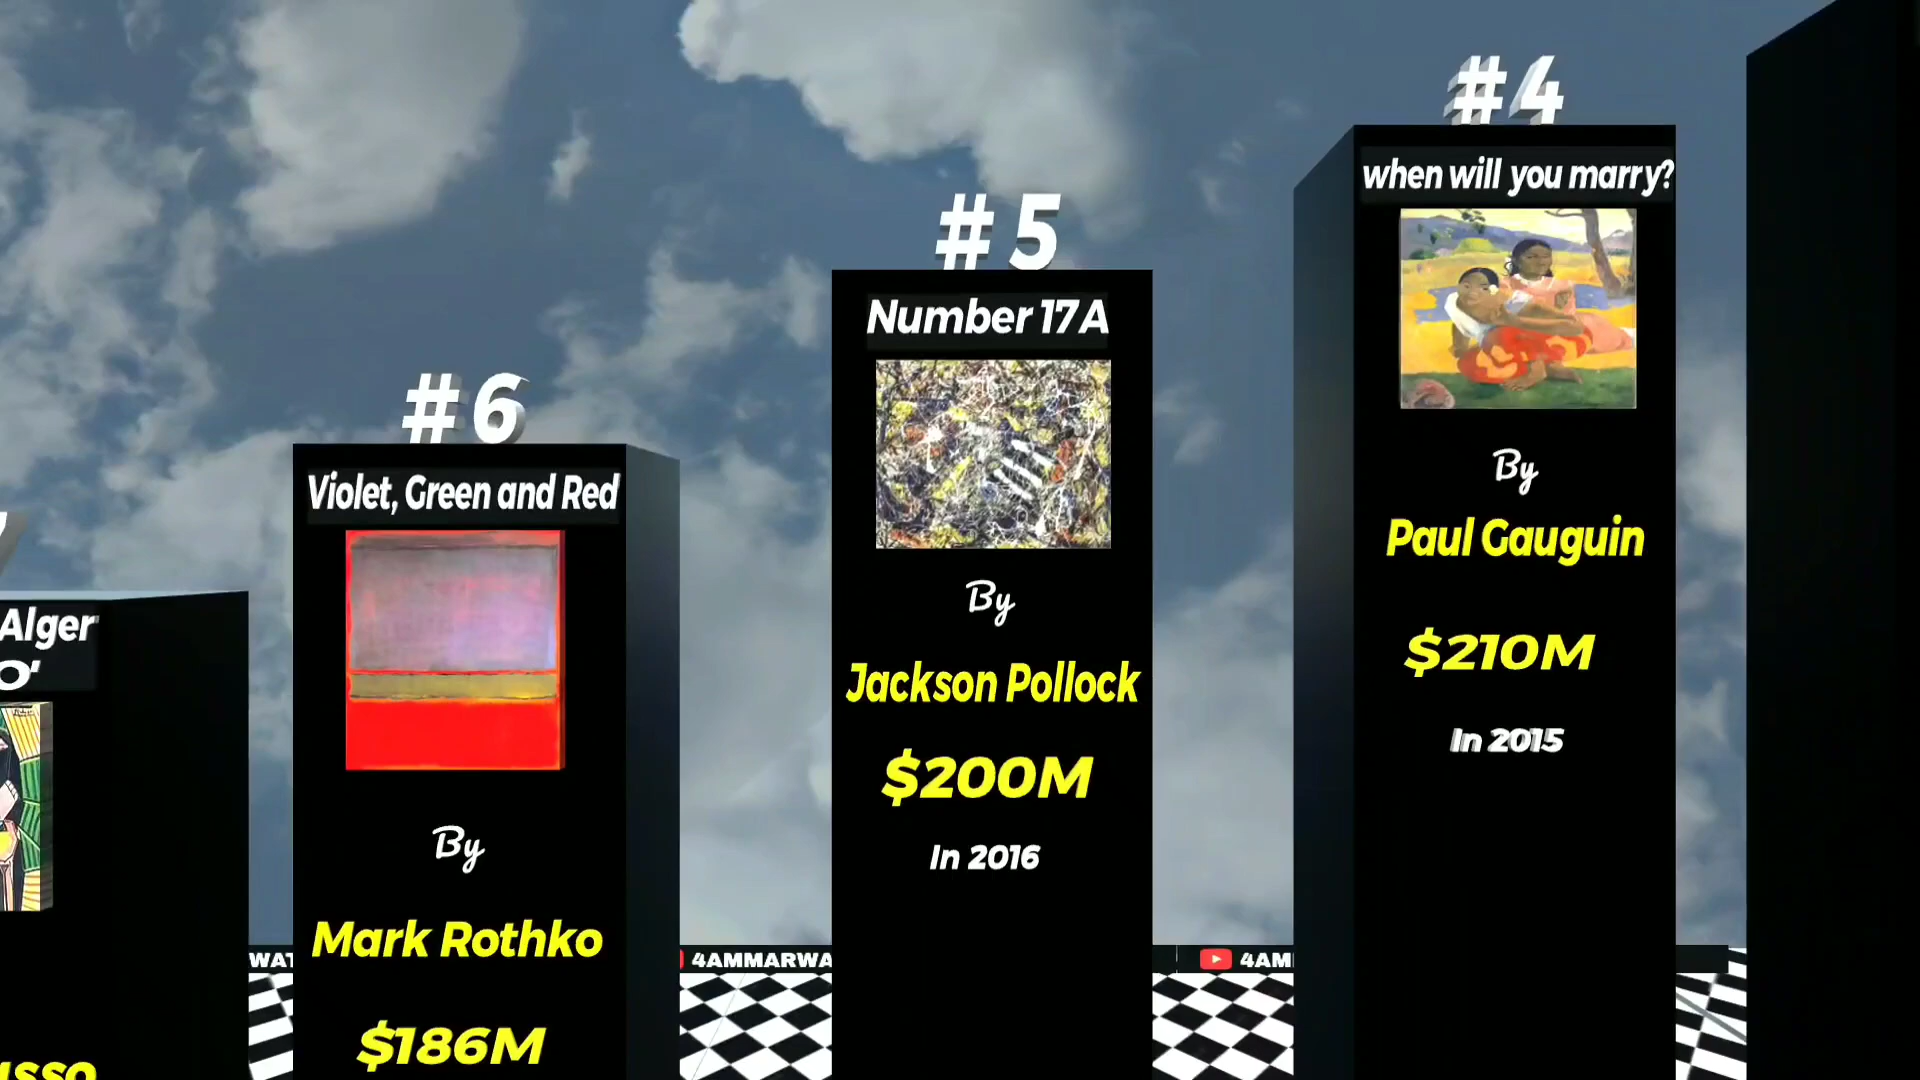 Alger
O'
#6
Violet, Green and Red
By
Mark Rothko
$186M
#5
Number 17A
By
Jackson Pollock
$200M
In 2016
#4
when will you marry?
By
Paul Gauguin
$210M
In 2015
WAT
4AMMARWA
4AM